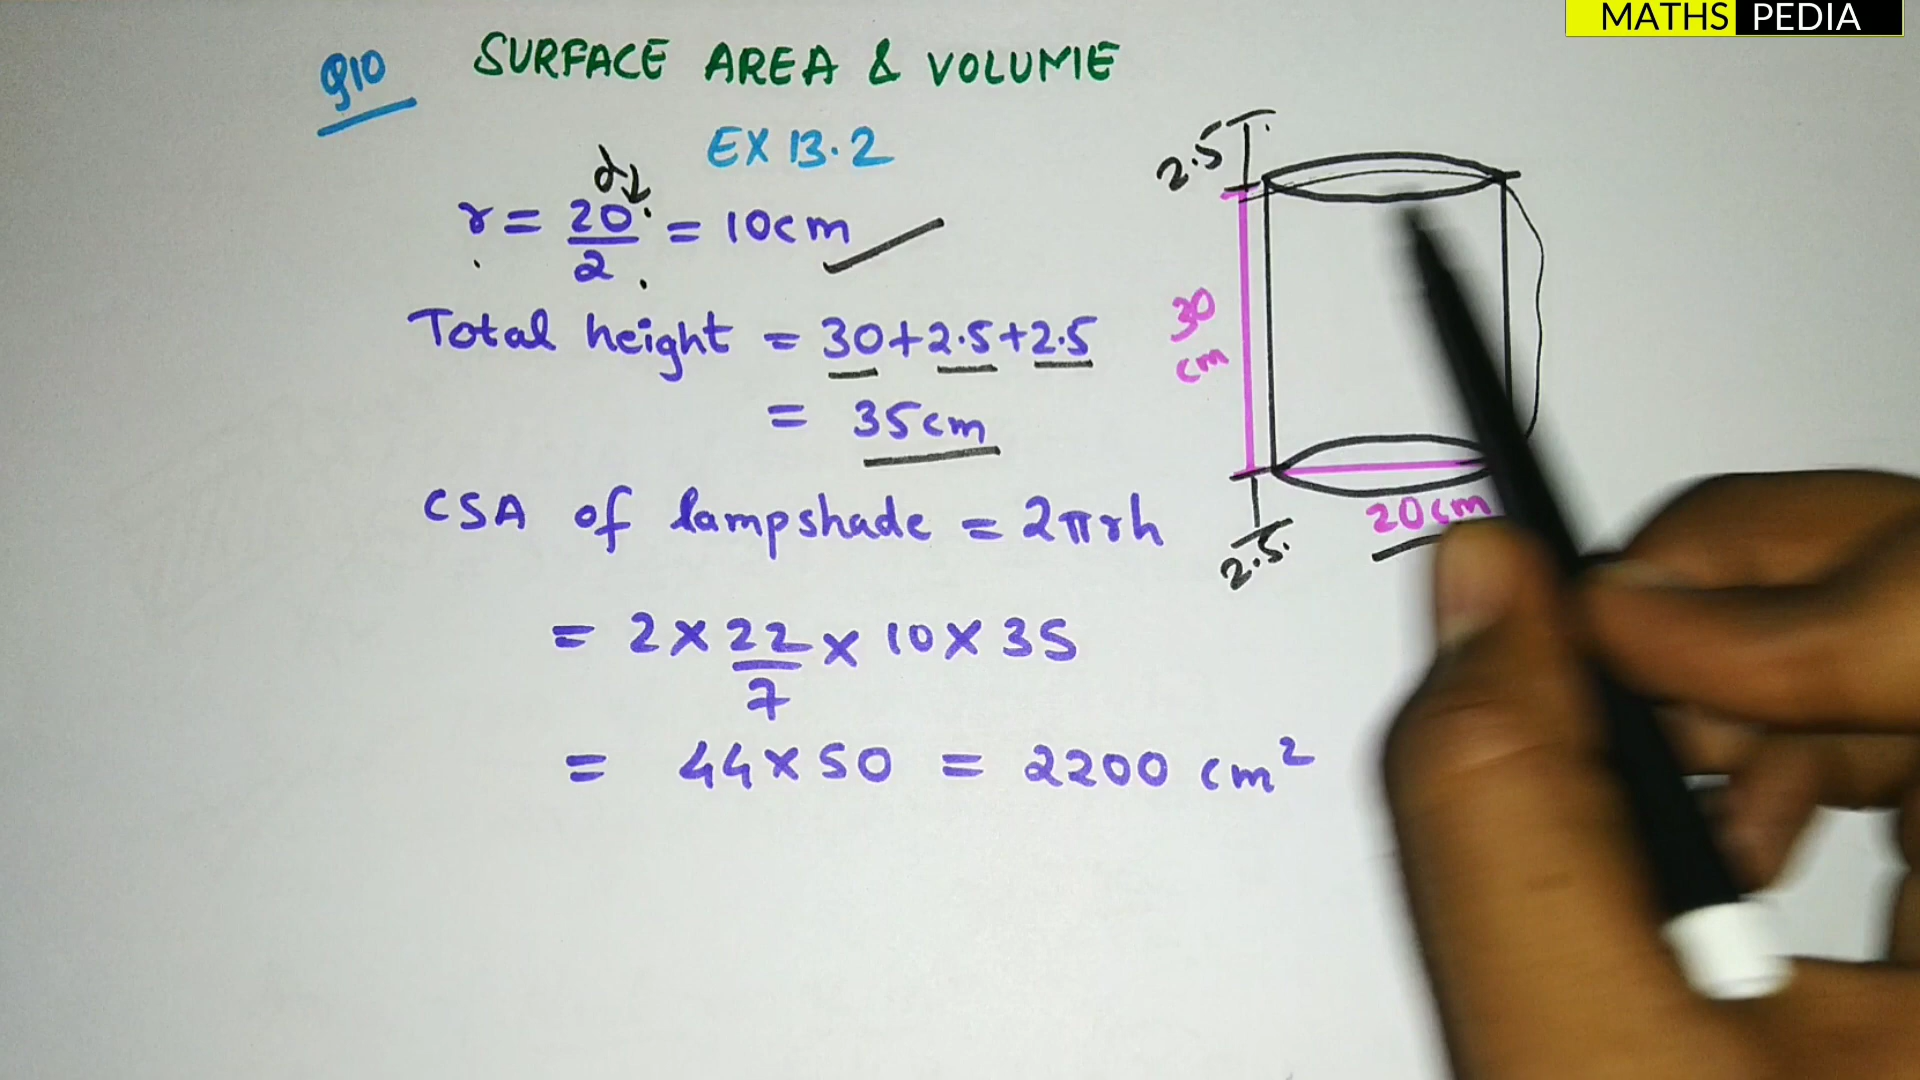 MATHS PEDIA
Q10 SURFACE AREA & VOLUME
EX 13.2
d
r = 20/2 = 10cm
Total height = 30+2.5+2.5
= 35cm
CSA of lampshade = 2πrh
= 2 × 22/7 × 10 × 35
= 44 × 50 = 2200 cm²
2.5
30
cm
20cm
2.5